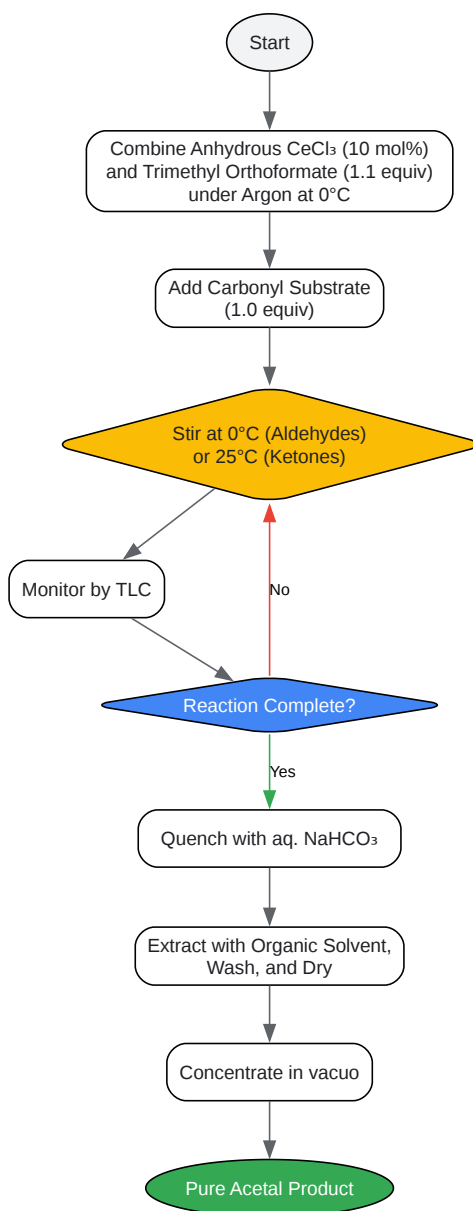 Start
Combine Anhydrous CeCl₃ (10 mol%)
and Trimethyl Orthoformate (1.1 equiv)
under Argon at 0°C
Add Carbonyl Substrate
(1.0 equiv)
Stir at 0°C (Aldehydes)
or 25°C (Ketones)
Monitor by TLC
No
Reaction Complete?
Yes
Quench with aq. NaHCO₃
Extract with Organic Solvent,
Wash, and Dry
Concentrate in vacuo
Pure Acetal Product